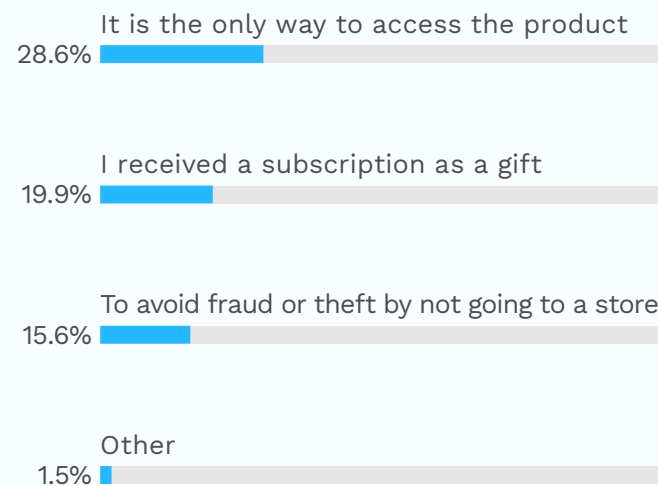 It is the only way to access the product
28.6%
I received a subscription as a gift
19.9%
To avoid fraud or theft by not going to a store
15.6%
Other
1.5%